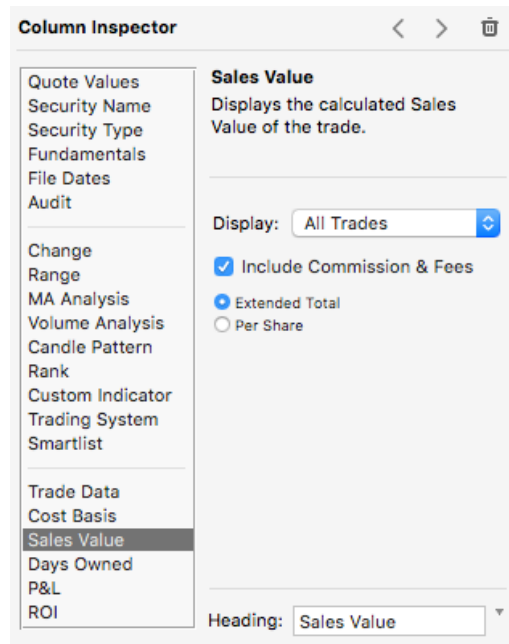 Column Inspector
Quote Values
Security Name
Security Type
Fundamentals
File Dates
Audit
Change
Range
MA Analysis
Volume Analysis
Candle Pattern
Rank
Custom Indicator
Trading System
Smartlist
Trade Data
Cost Basis
Sales Value
Days Owned
P&L
ROI
Sales Value
Displays the calculated Sales
Value of the trade.
Display: All Trades
Include Commission & Fees
Extended Total
Per Share
Heading: Sales Value